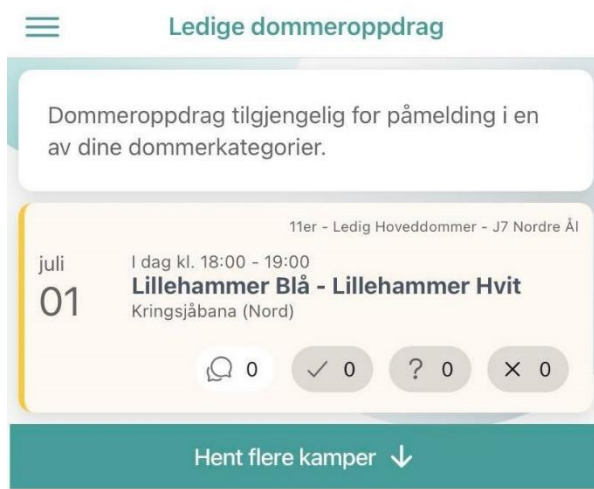 Ledige dommeroppdrag
Dommeroppdrag tilgjengelig for påmelding i en
av dine dommerkategorier.
11er - Ledig Hoveddommer - J7 Nordre Ål
juli
01
I dag kl. 18:00 - 19:00
Lillehammer Blå - Lillehammer Hvit
Kringsjåbana (Nord)
0 0 ? 0 0
Hent flere kamper